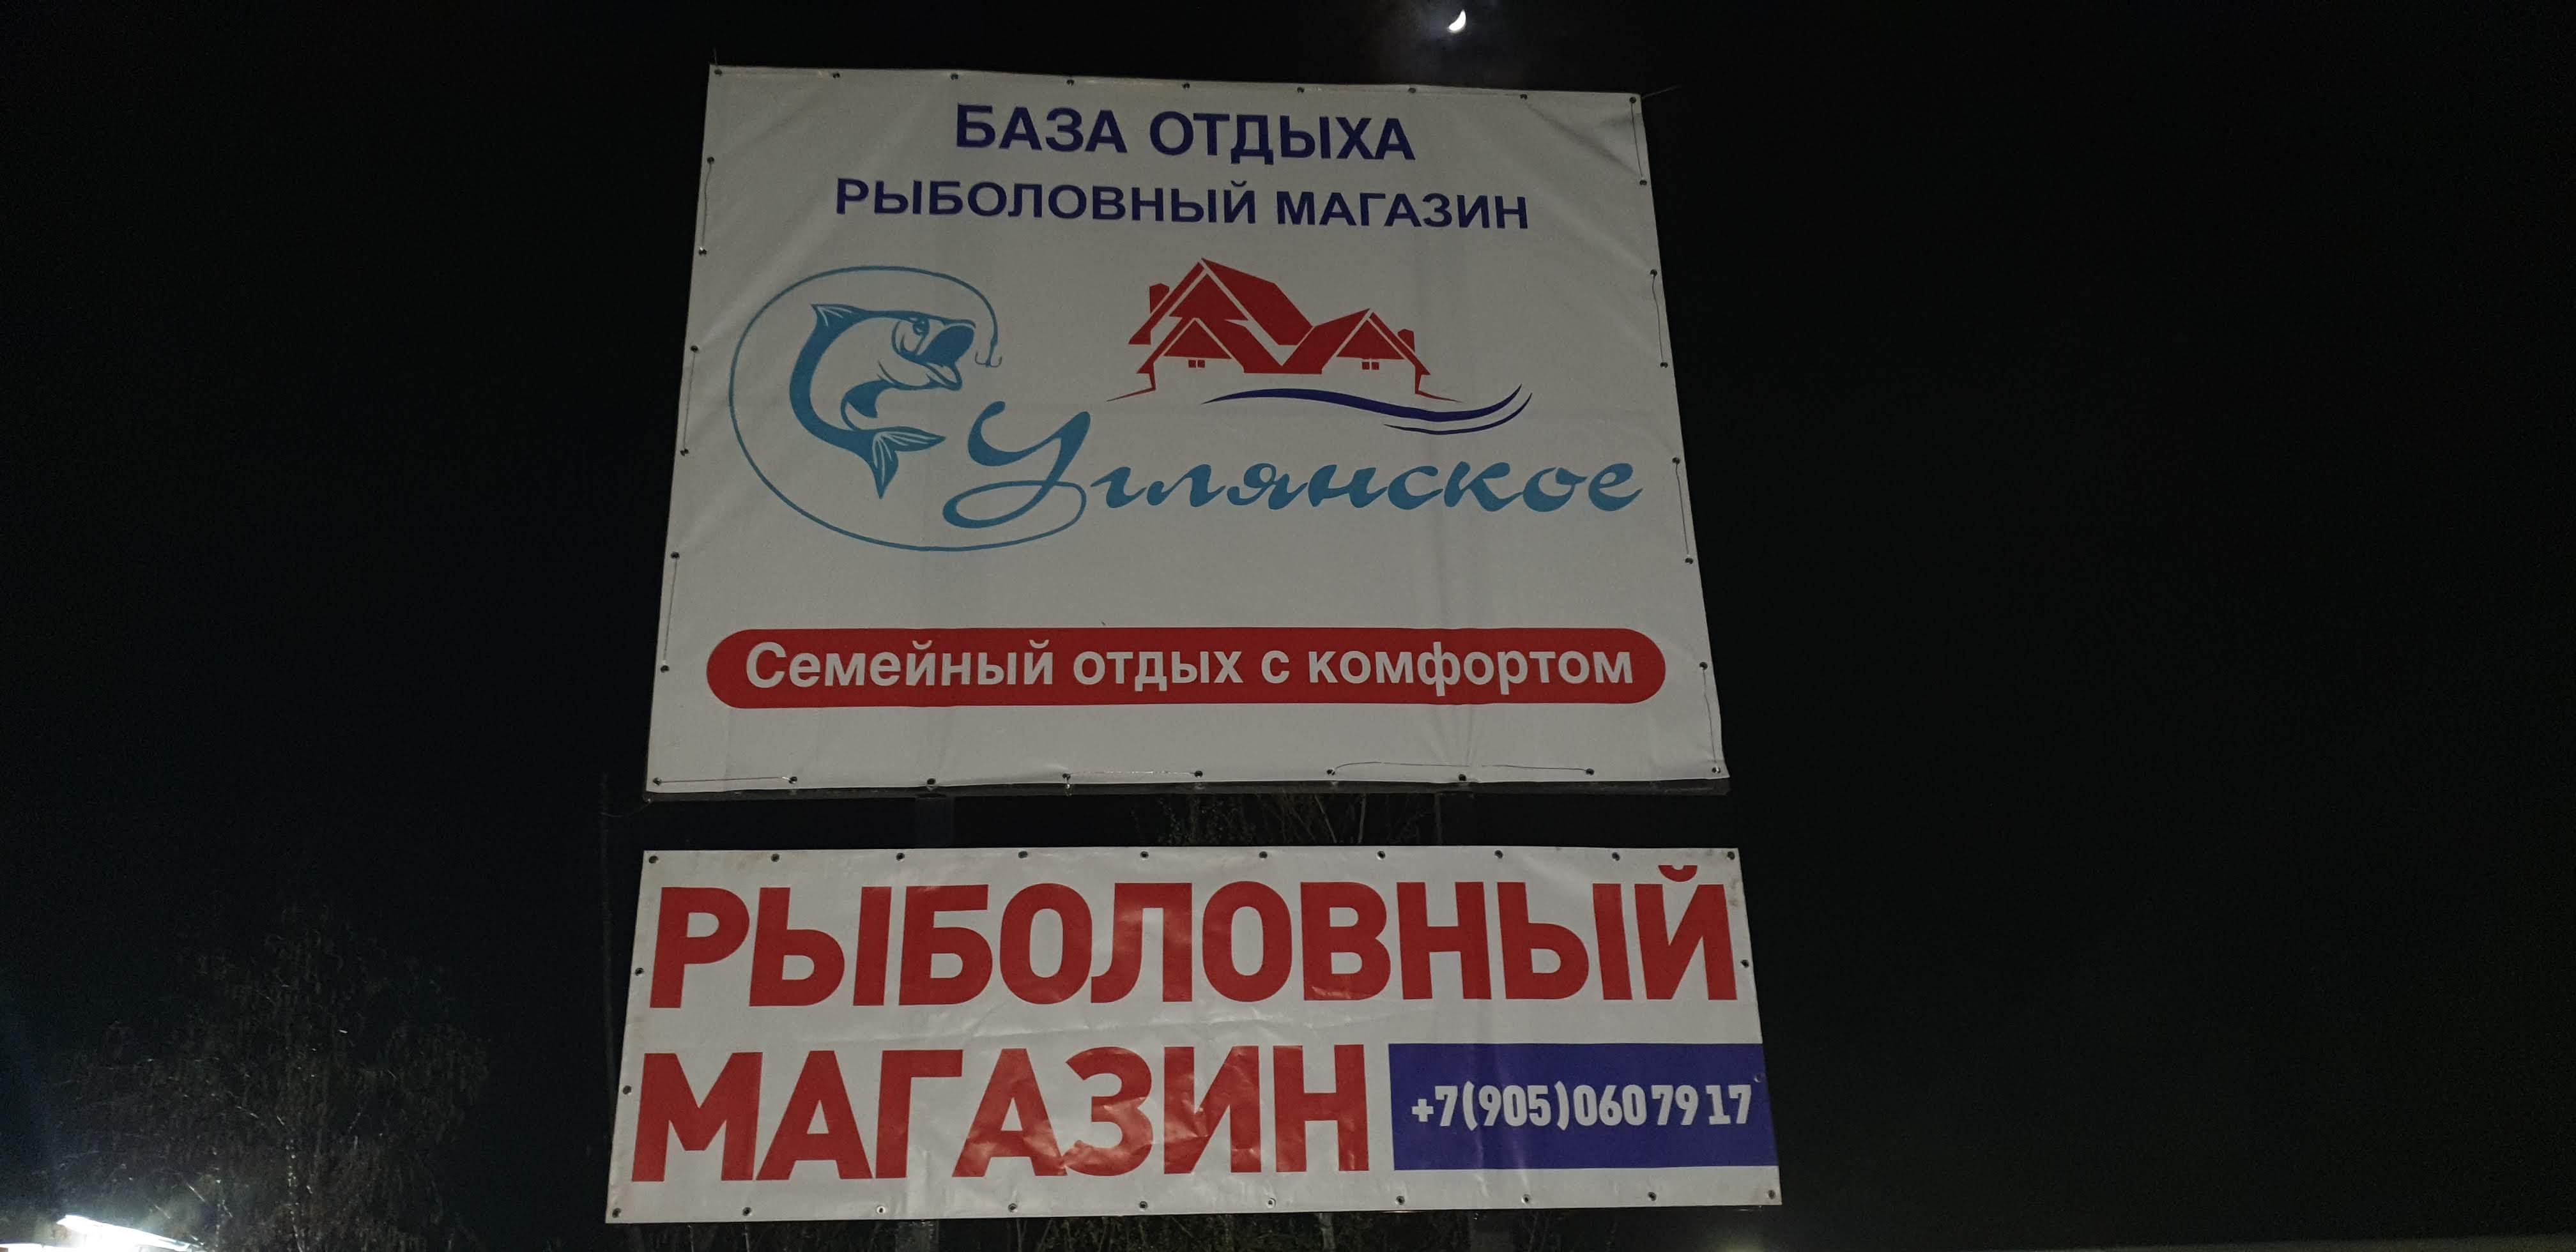 БАЗА ОТДЫХА
РЫБОЛОВНЫЙ МАГАЗИН
Углянское
Семейный отдых с комфортом
РЫБОЛОВНЫЙ
МАГАЗИН
+7(905)060 79 17